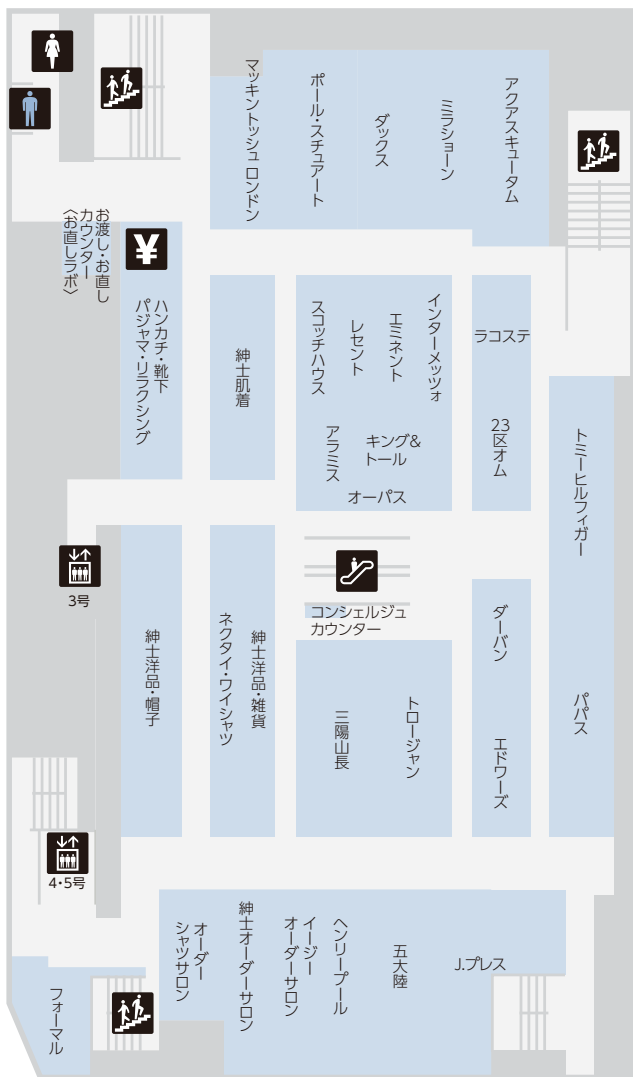 マッキントッシュ ロンドン
ポール・スチュアート
ダックス
ミラショーン
アクアスキュータム
お渡し・お直し
カウンター
〈お直しラボ〉
¥
ハンカチ・靴下
パジャマ・リラクシング
紳士肌着
スコッチハウス
レセント
エミネント
インターメッツォ
ラコステ
アラミス
キング&
トール
オーパス
23
区オム
トミーヒルフィガー
3号
コンシェルジュ
カウンター
紳士洋品・帽子
ネクタイ・ワイシャツ
紳士洋品・雑貨
三陽山長
トロージャン
ダーバン
エドワーズ
パパス
4・5号
オーダー
シャツサロン
紳士オーダーサロン
イージー
オーダーサロン
ヘンリープール
五大陸
J.プレス
フォーマル